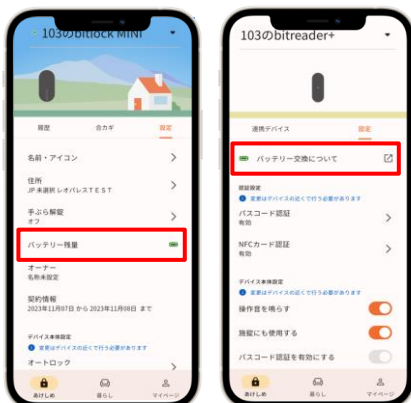 103のbitlock MINI
履歴
合カギ
設定
名前・アイコン
住所
JP 未選択 レオパレスTEST
手ぶら解錠
オフ
バッテリー残量
オーナー
名称未設定
契約情報
2023年11月07日 から 2023年11月08日 まで
デバイス本体設定
変更はデバイスの近くで行う必要があります
オートロック
あけしめ
暮らし
マイページ
103のbitreader+
連携デバイス
設定
バッテリー交換について
認証設定
変更はデバイスの近くで行う必要があります
パスコード認証
有効
NFCカード認証
有効
デバイス本体設定
変更はデバイスの近くで行う必要があります
操作音を鳴らす
施錠にも使用する
パスコード認証を有効にする
あけしめ
暮らし
マイページ